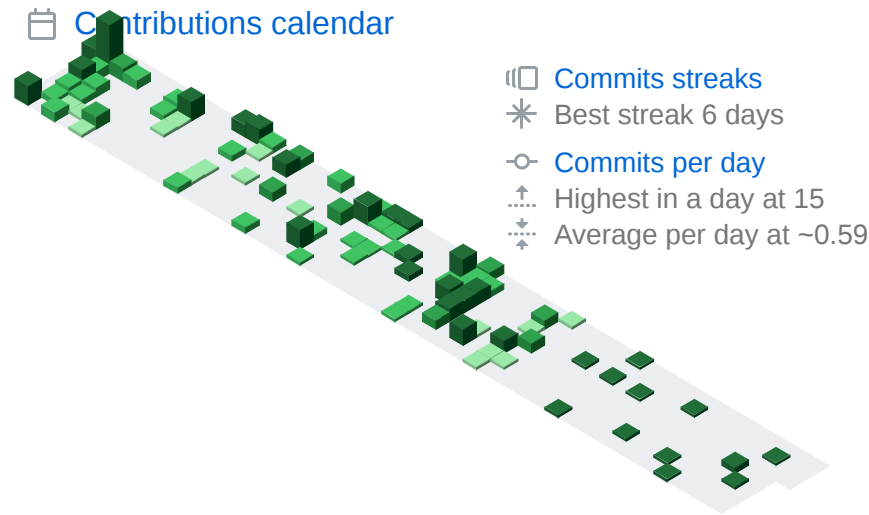 Contributions calendar
Commits streaks
Best streak 6 days
Commits per day
Highest in a day at 15
Average per day at ~0.59